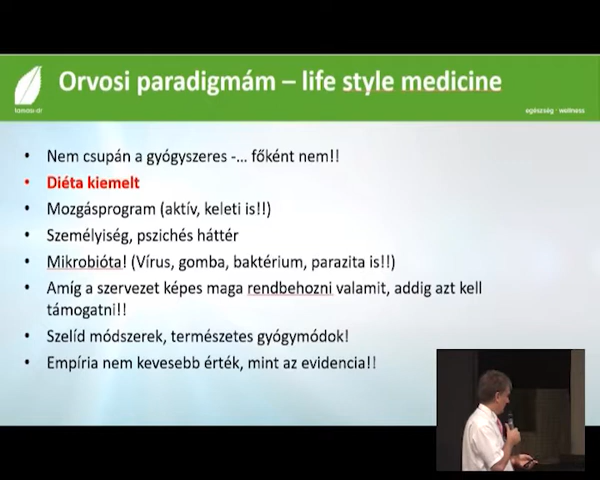 Orvosi paradigmám – life style medicine
tamási-dr
egészség - wellness
• Nem csupán a gyógyszeres -... főként nem!!
• Diéta kiemelt
• Mozgásprogram (aktív, keleti is!!)
• Személyiség, pszichés háttér
• Mikrobióta! (Vírus, gomba, baktérium, parazita is!!)
• Amíg a szervezet képes maga rendbehozni valamit, addig azt kell
támogatni!!
• Szelíd módszerek, természetes gyógymódok!
• Empíria nem kevesebb érték, mint az evidencia!!